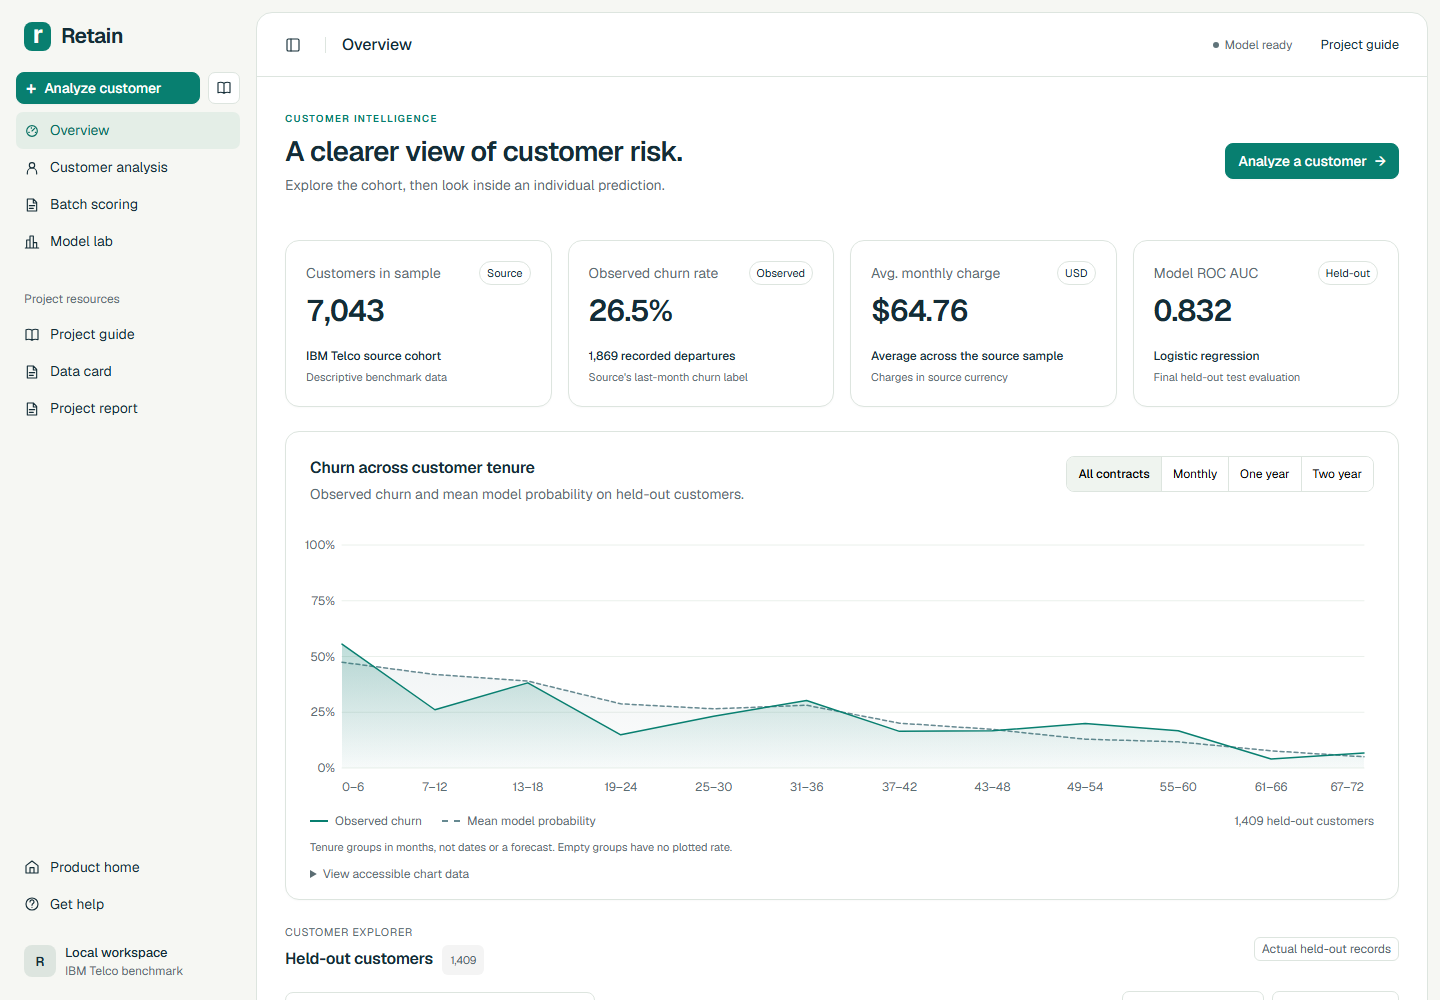 r Retain
+ Analyze customer
Overview
Customer analysis
Batch scoring
Model lab
Project resources
Project guide
Data card
Project report
Product home
Get help
R
Local workspace
IBM Telco benchmark
Overview
Model ready
Project guide
CUSTOMER INTELLIGENCE
A clearer view of customer risk.
Explore the cohort, then look inside an individual prediction.
Analyze a customer →
Customers in sample
Source
7,043
IBM Telco source cohort
Descriptive benchmark data
Observed churn rate
Observed
26.5%
1,869 recorded departures
Source's last-month churn label
Avg. monthly charge
USD
$64.76
Average across the source sample
Charges in source currency
Model ROC AUC
Held-out
0.832
Logistic regression
Final held-out test evaluation
Churn across customer tenure
Observed churn and mean model probability on held-out customers.
All contracts
Monthly
One year
Two year
100%
75%
50%
25%
0%
0–6
7–12
13–18
19–24
25–30
31–36
37–42
43–48
49–54
55–60
61–66
67–72
Observed churn
Mean model probability
1,409 held-out customers
Tenure groups in months, not dates or a forecast. Empty groups have no plotted rate.
View accessible chart data
CUSTOMER EXPLORER
Held-out customers
1,409
Actual held-out records